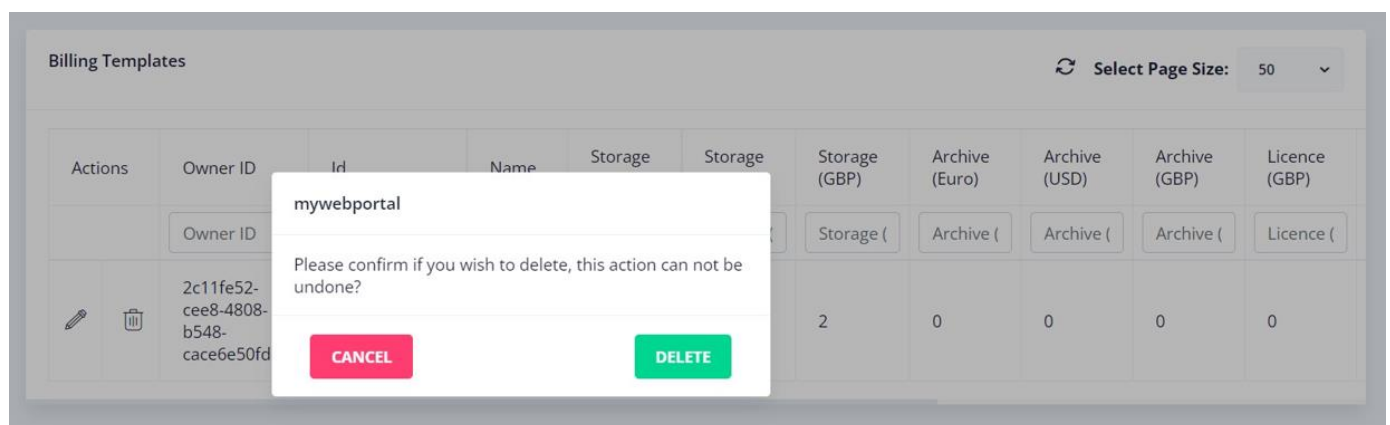 Billing Templates
Select Page Size: 50
Actions Owner ID Id Name Storage Storage Storage (GBP) Archive (Euro) Archive (USD) Archive (GBP) Licence (GBP)
Owner ID Storage ( Archive ( Archive ( Archive ( Licence (
2c11fe52-
cee8-4808-
b548-
cace6e50fd
2 0 0 0 0
mywebportal
Please confirm if you wish to delete, this action can not be
undone?
CANCEL DELETE